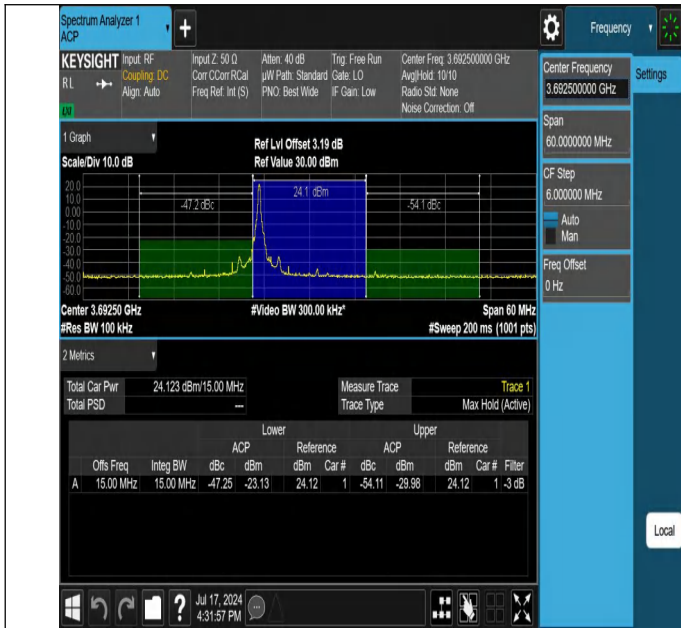 Spectrum Analyzer 1
ACP
+
Frequency
KEYSIGHT
RL
Input: RF
Coupling: DC
Align: Auto
Input Z: 50 Ω
Corr CCorr RCal
Freq Ref: Int (S)
Atten: 40 dB
µW Path: Standard
PNO: Best Wide
Trig: Free Run
Gate: LO
IF Gain: Low
Center Freq: 3.692500000 GHz
Avg|Hold: 10/10
Radio Std: None
Noise Correction: Off
Center Frequency
3.692500000 GHz
Settings
Span
60.0000000 MHz
CF Step
6.000000 MHz
Auto
Man
Freq Offset
0 Hz
Local
1 Graph
Scale/Div 10.0 dB
Ref Lvl Offset 3.19 dB
Ref Value 30.00 dBm
20.0
10.0
0.00
-10.0
-20.0
-30.0
-40.0
-50.0
-60.0
-47.2 dBc
24.1 dBm
-54.1 dBc
Center 3.69250 GHz
#Video BW 300.00 kHz*
Span 60 MHz
#Res BW 100 kHz
#Sweep 200 ms (1001 pts)
2 Metrics
Total Car Pwr 24.123 dBm/15.00 MHz
Total PSD ---
Measure Trace Trace 1
Trace Type Max Hold (Active)
Lower Upper
ACP Reference ACP Reference
Offs Freq Integ BW dBc dBm dBm Car # dBc dBm dBm Car # Filter
A 15.00 MHz 15.00 MHz -47.25 -23.13 24.12 1 -54.11 -29.98 24.12 1 -3 dB
?
Jul 17, 2024
4:31:57 PM